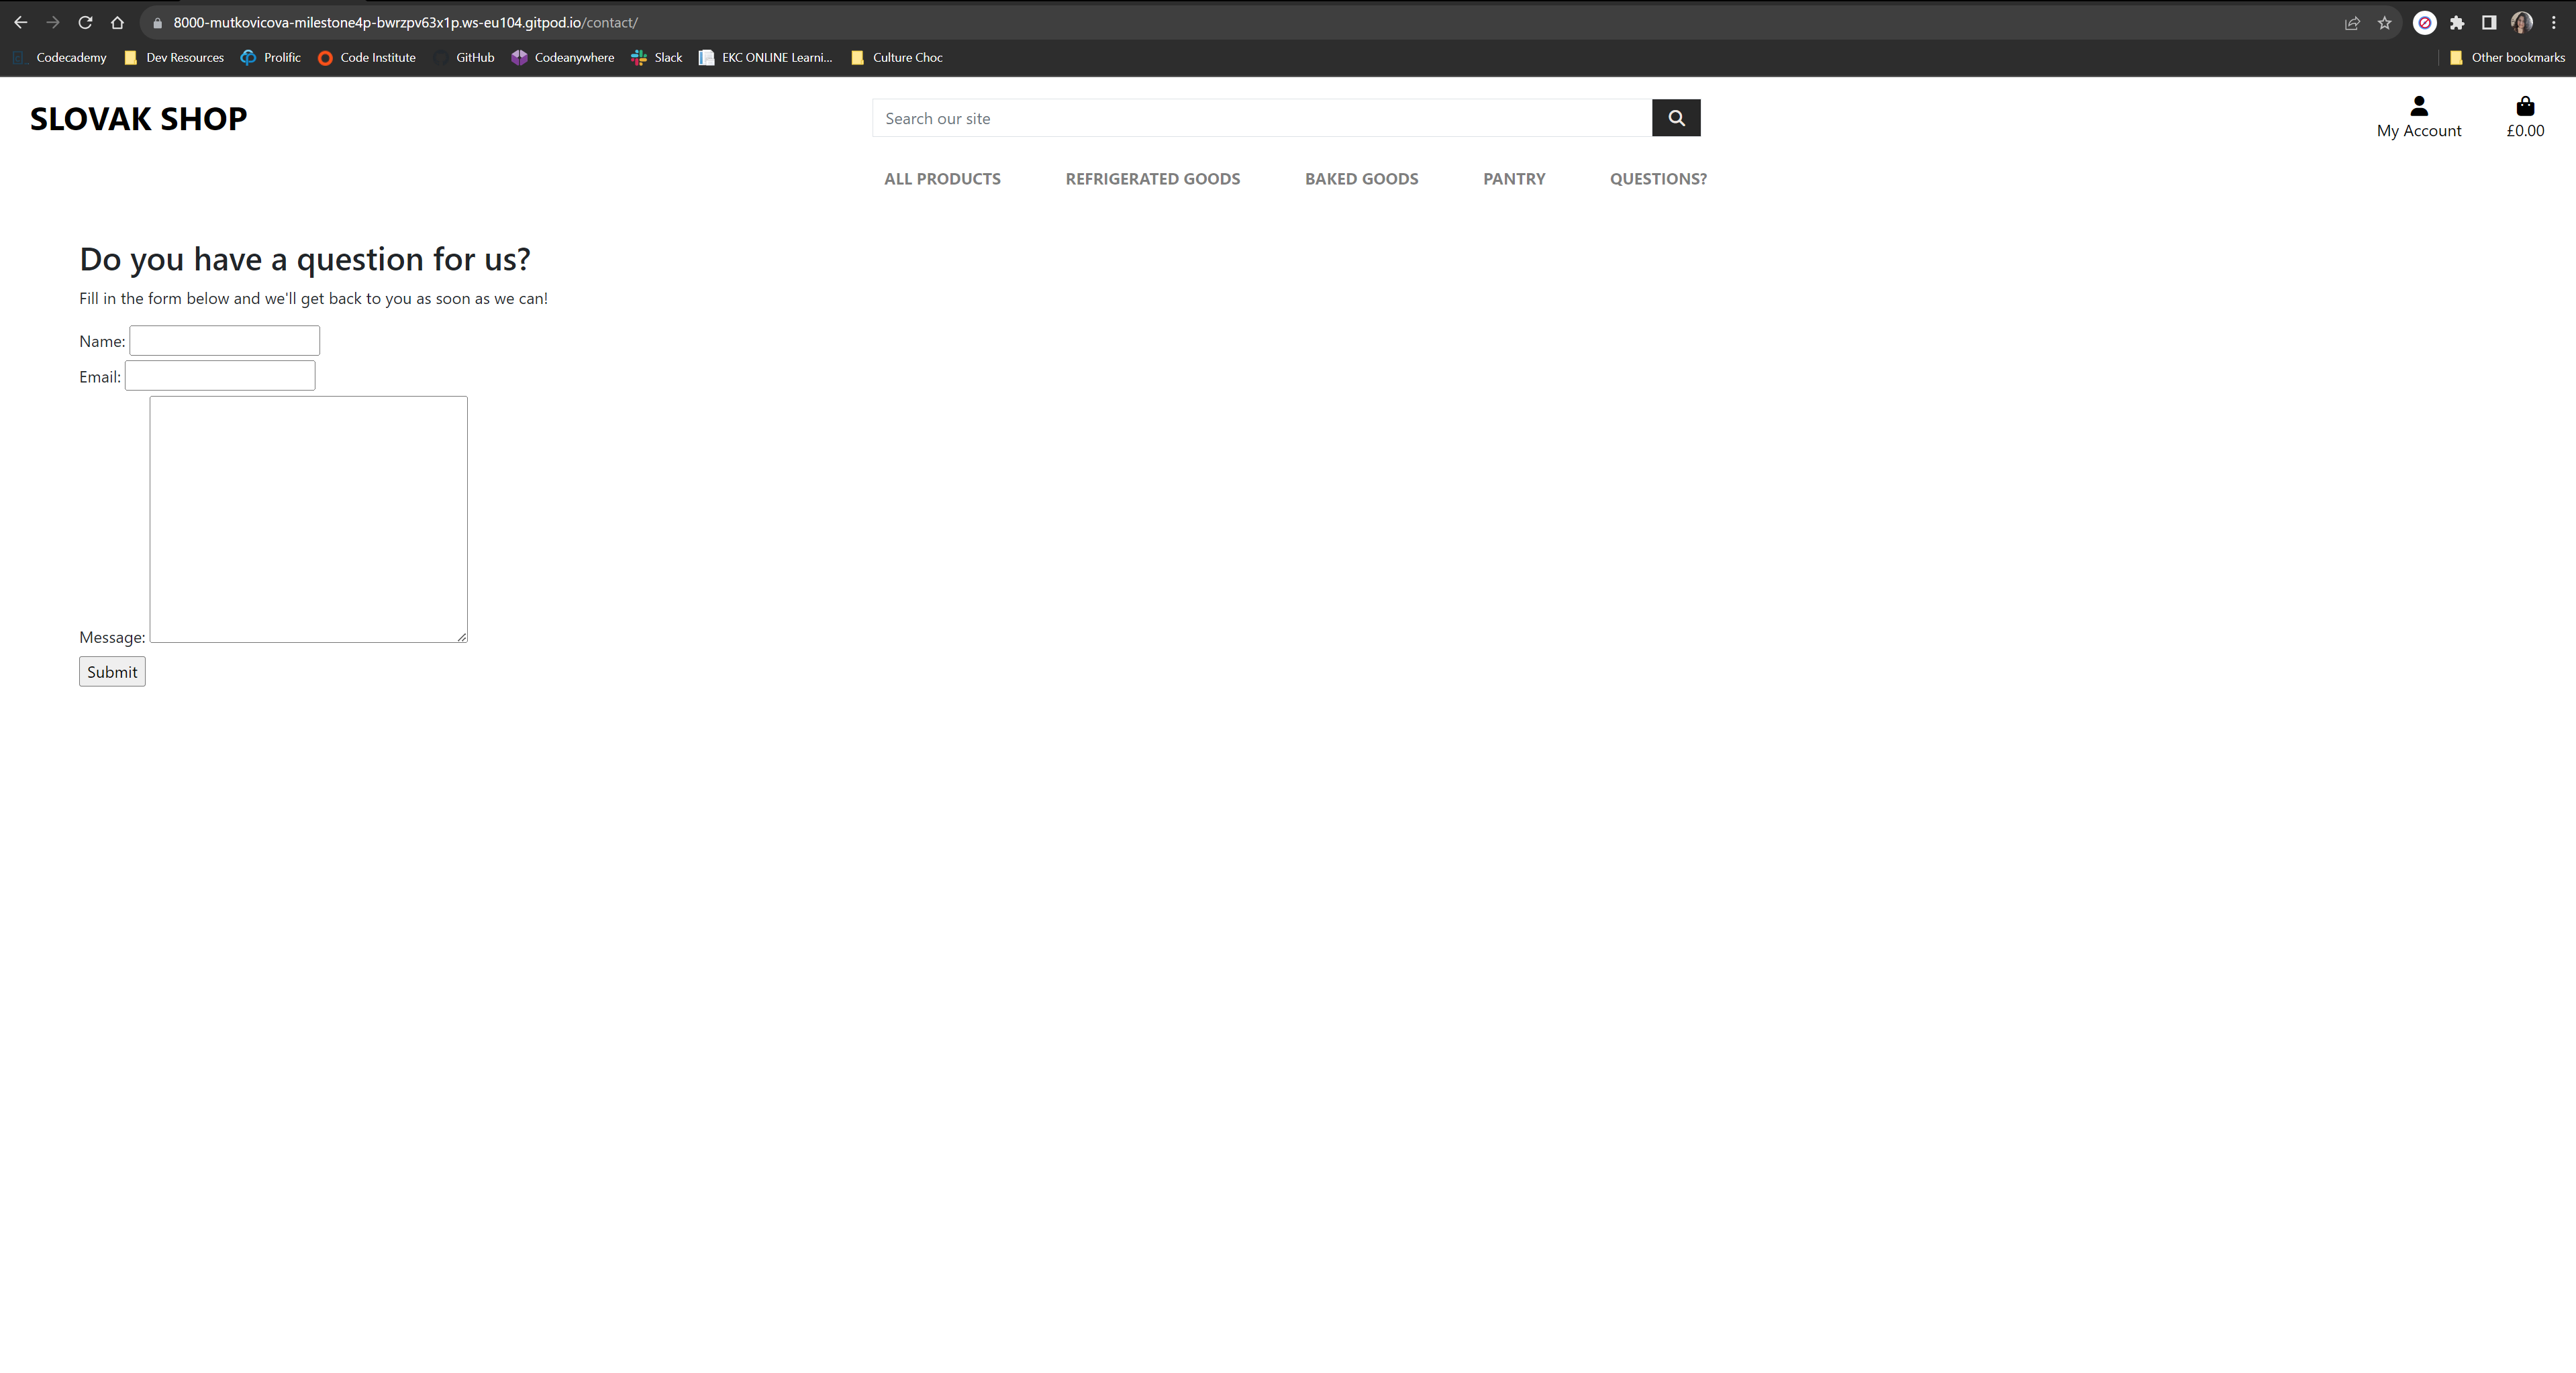 8000-mutkovicova-milestone4p-bwrzpv63x1p.ws-eu104.gitpod.io/contact/
Codecademy Dev Resources Prolific Code Institute GitHub Codeanywhere Slack EKC ONLINE Learni... Culture Choc Other bookmarks
SLOVAK SHOP
Search our site
My Account
£0.00
ALL PRODUCTS REFRIGERATED GOODS BAKED GOODS PANTRY QUESTIONS?
Do you have a question for us?
Fill in the form below and we'll get back to you as soon as we can!
Name:
Email:
Message:
Submit